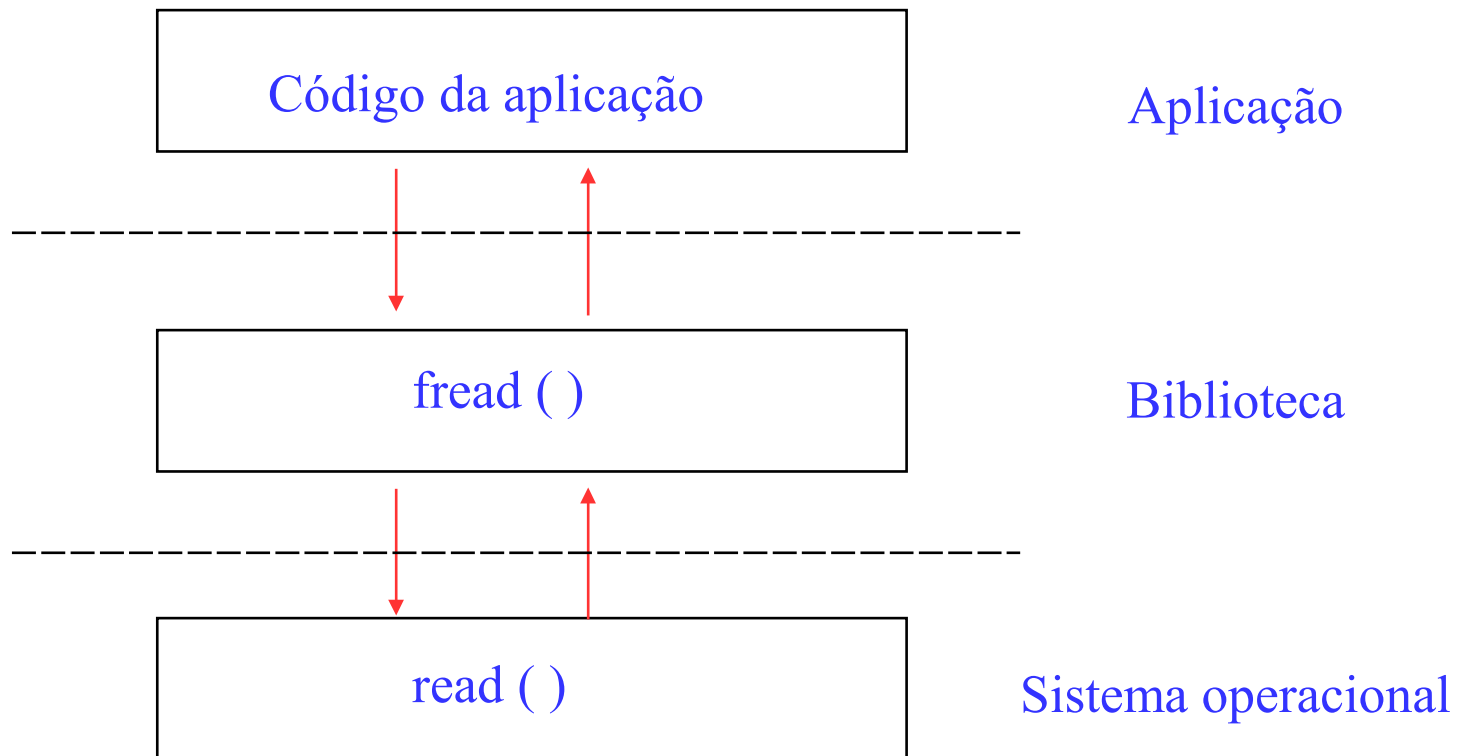 Código da aplicação
Aplicação
fread ( )
Biblioteca
read ( )
Sistema operacional